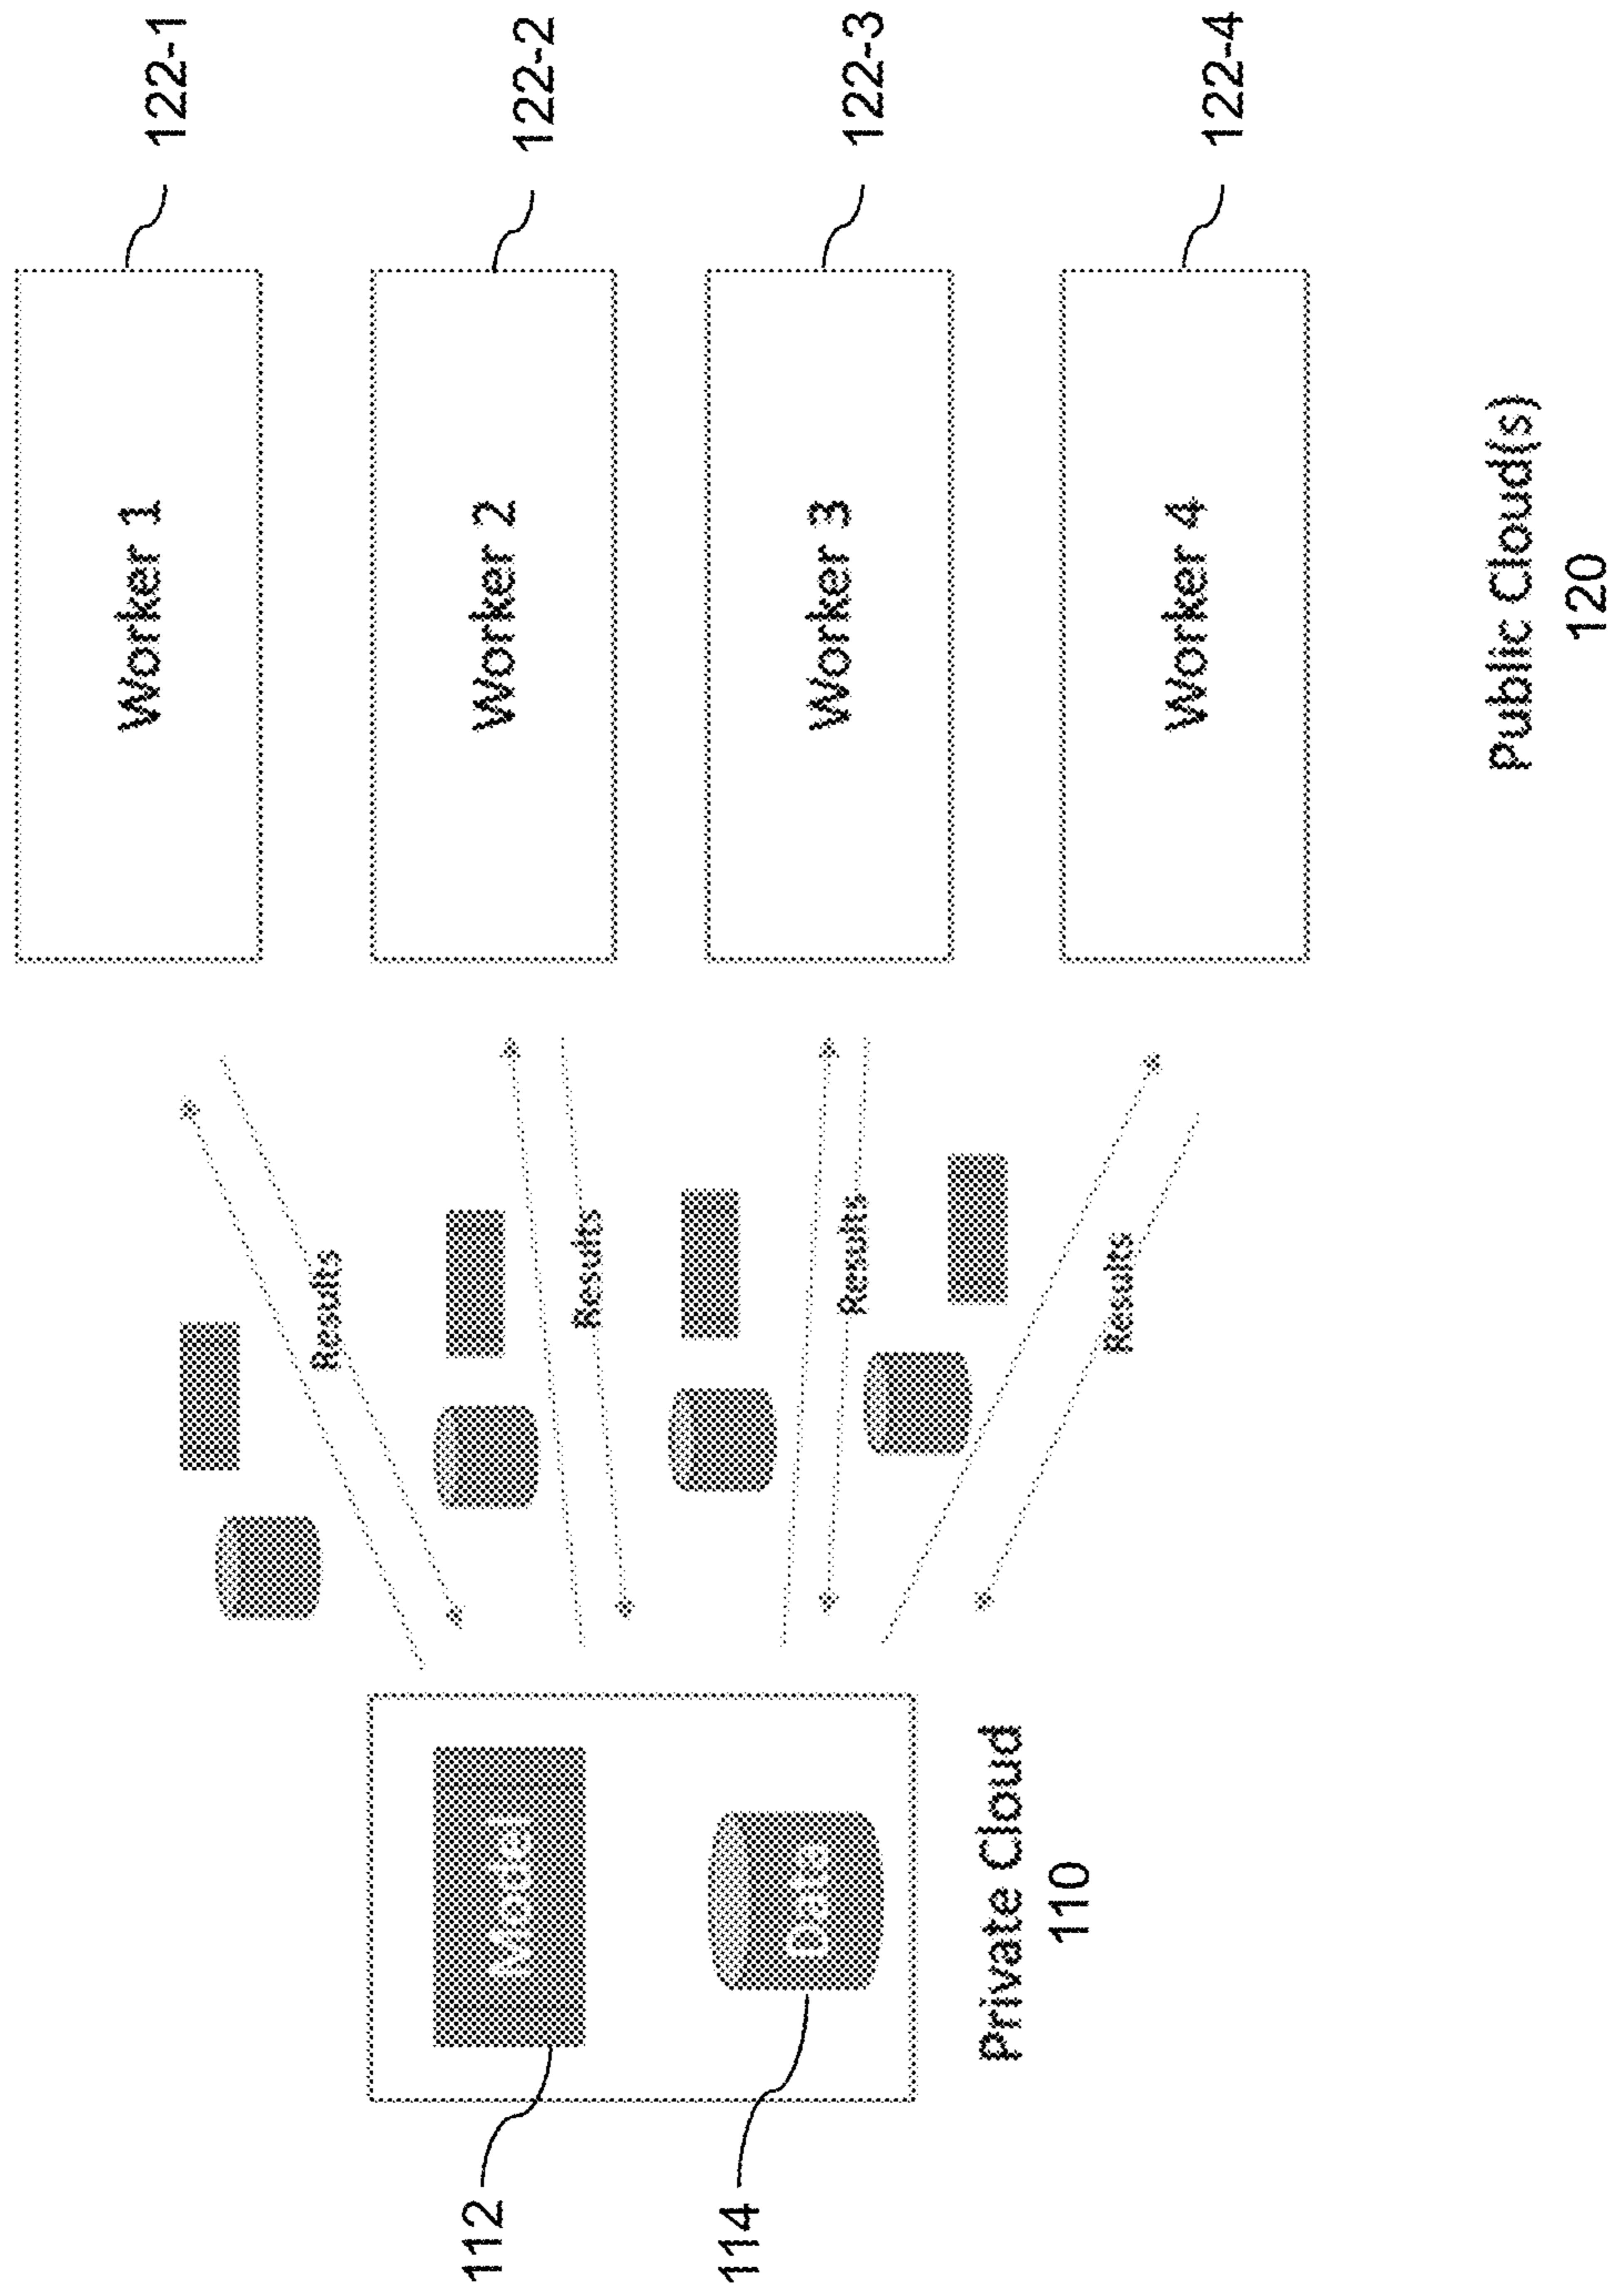 112
Model
114
Data
Private Cloud
110
Results
Results
Results
Results
Worker 1
122-1
Worker 2
122-2
Worker 3
122-3
Worker 4
122-4
Public Cloud(s)
120